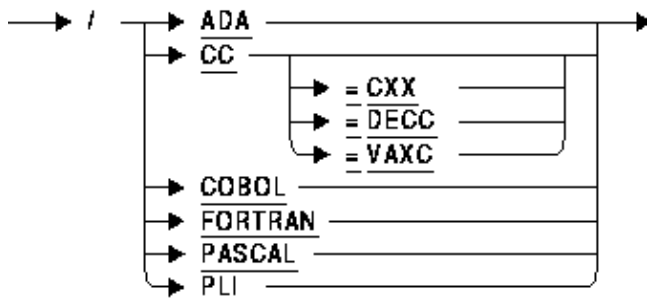 / ADA
CC
= CXX
= DECC
= VAXC
COBOL
FORTRAN
PASCAL
PLI